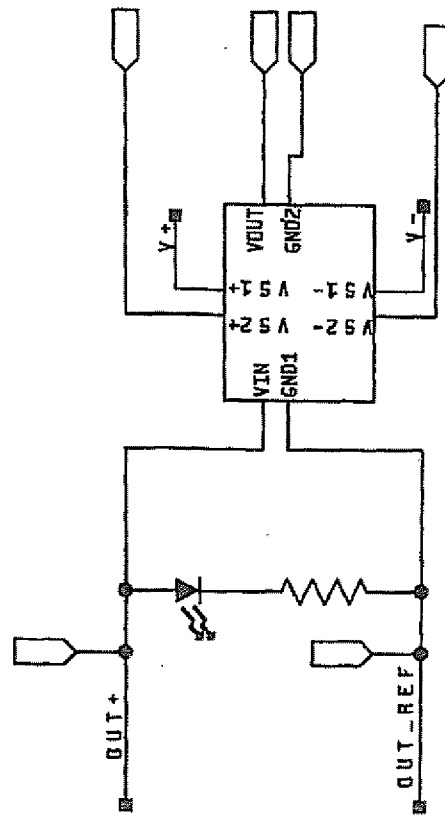 V+
V-
VOUT
GND2
VS1+
VS2+
VS1-
VS2-
VIN
GND1
OUT+
OUT_REF